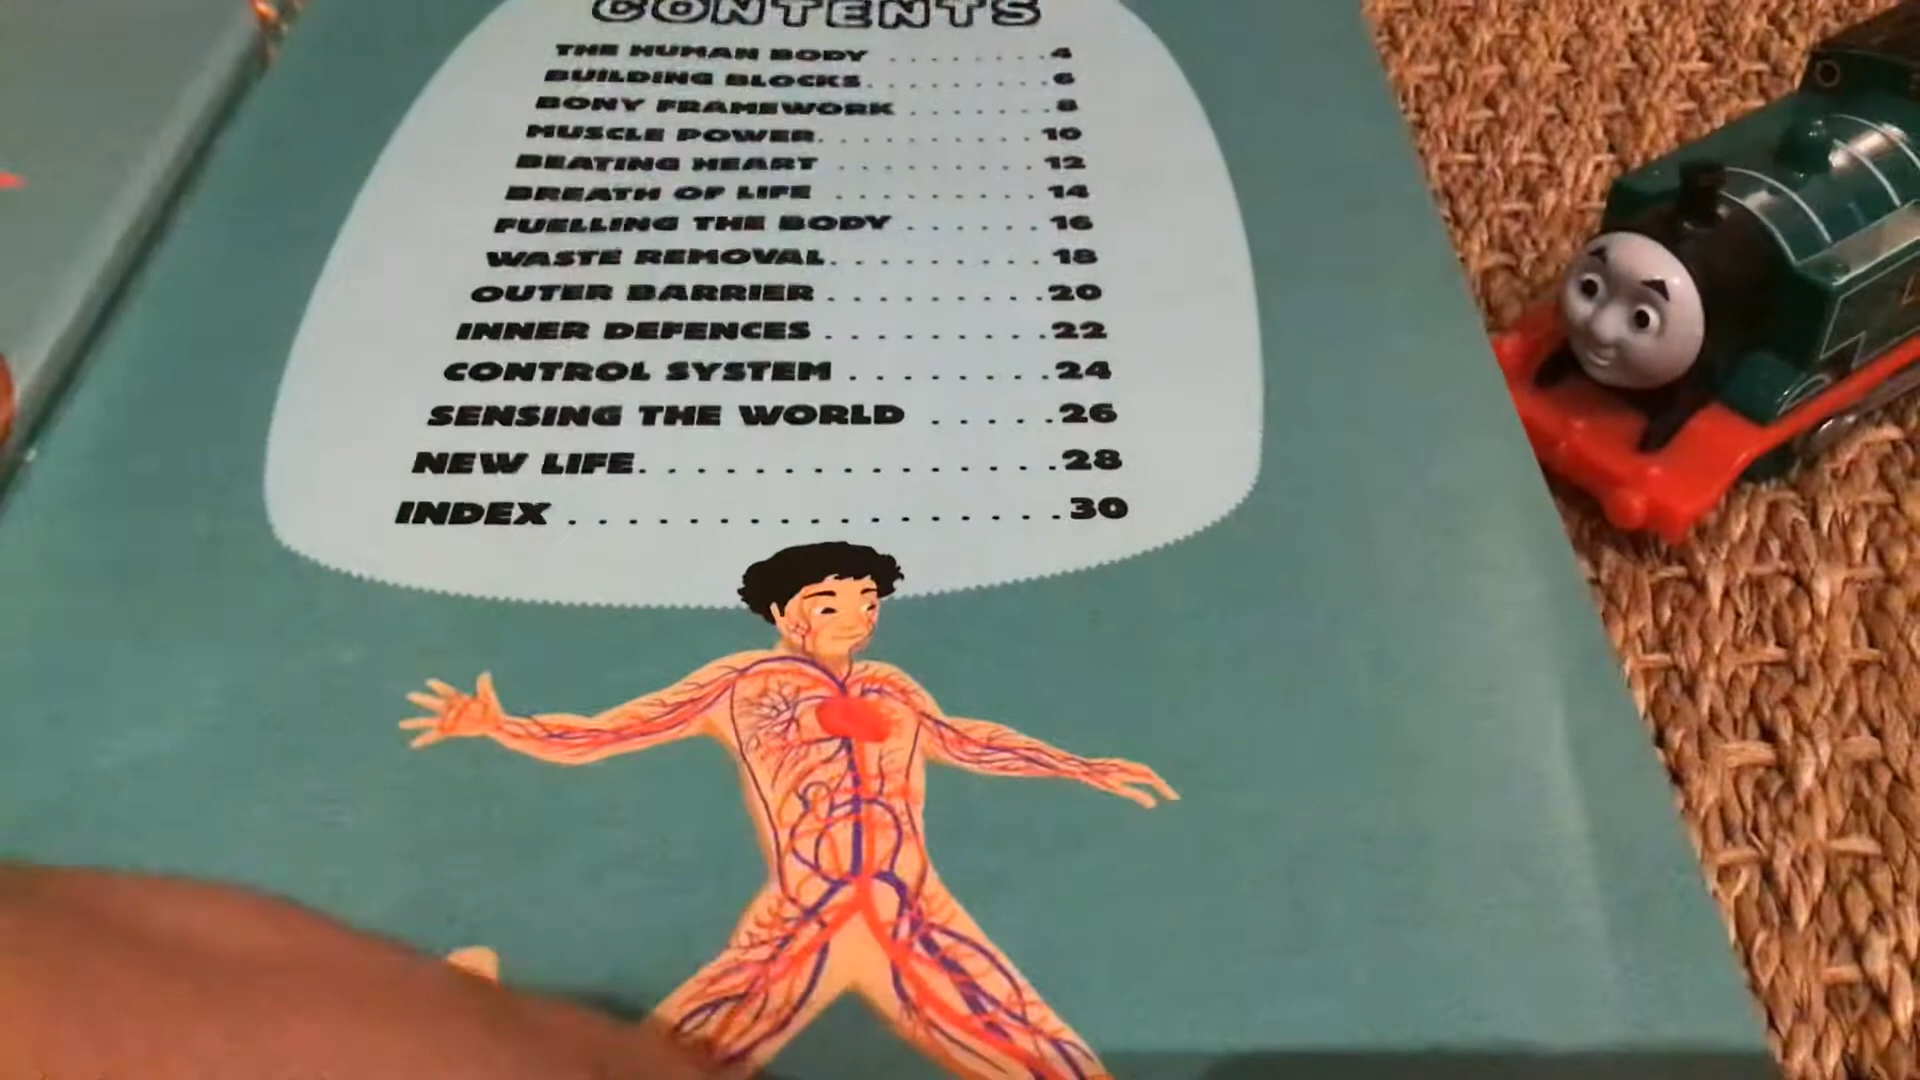 CONTENTS
THE HUMAN BODY ........4
BUILDING BLOCKS.........6
BONY FRAMEWORK .......8
MUSCLE POWER..........10
BEATING HEART .........12
BREATH OF LIFE .........14
FUELLING THE BODY ......16
WASTE REMOVAL.........18
OUTER BARRIER .........20
INNER DEFENCES .........22
CONTROL SYSTEM ........24
SENSING THE WORLD .....26
NEW LIFE.................28
INDEX ..................30